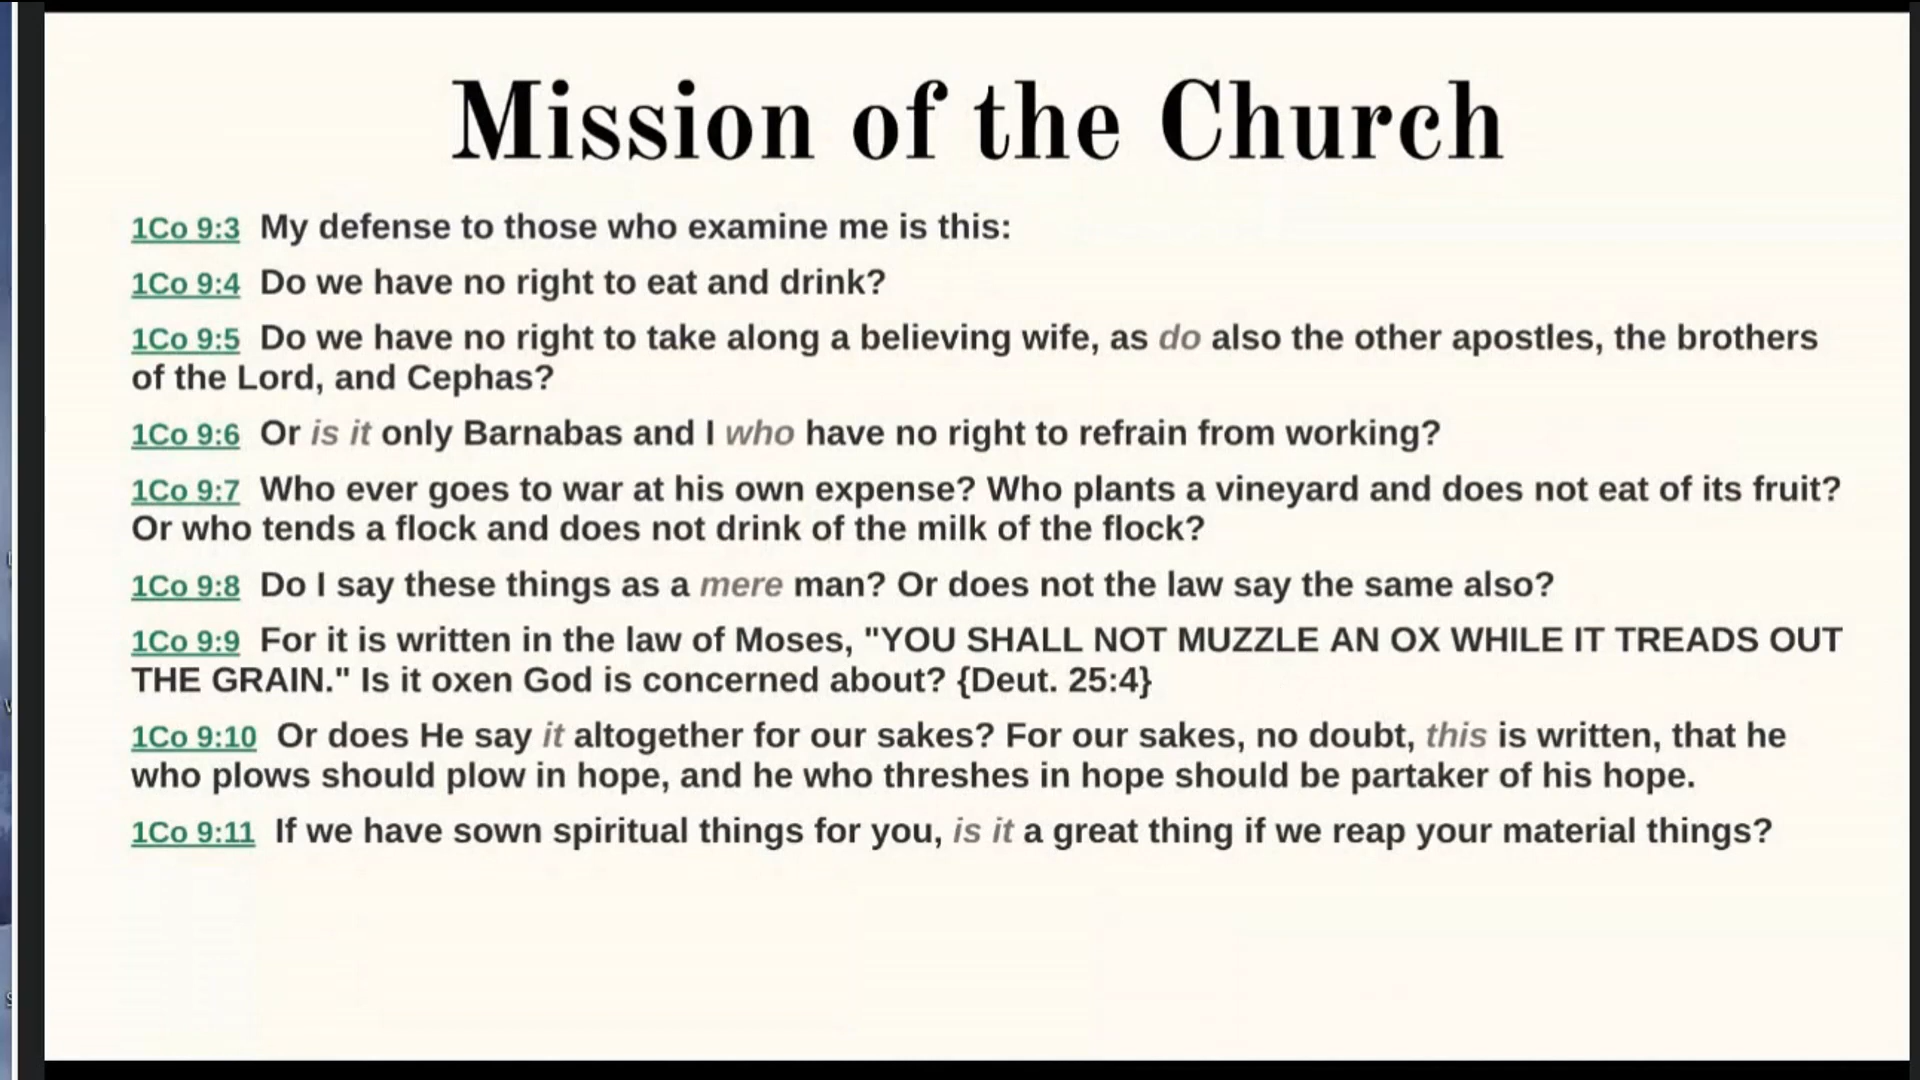 Mission of the Church
1Co 9:3 My defense to those who examine me is this:
1Co 9:4 Do we have no right to eat and drink?
1Co 9:5 Do we have no right to take along a believing wife, as do also the other apostles, the brothers
of the Lord, and Cephas?
1Co 9:6 Or is it only Barnabas and I who have no right to refrain from working?
1Co 9:7 Who ever goes to war at his own expense? Who plants a vineyard and does not eat of its fruit?
Or who tends a flock and does not drink of the milk of the flock?
1Co 9:8 Do I say these things as a mere man? Or does not the law say the same also?
1Co 9:9 For it is written in the law of Moses, "YOU SHALL NOT MUZZLE AN OX WHILE IT TREADS OUT
THE GRAIN." Is it oxen God is concerned about? {Deut. 25:4}
1Co 9:10 Or does He say it altogether for our sakes? For our sakes, no doubt, this is written, that he
who plows should plow in hope, and he who threshes in hope should be partaker of his hope.
1Co 9:11 If we have sown spiritual things for you, is it a great thing if we reap your material things?